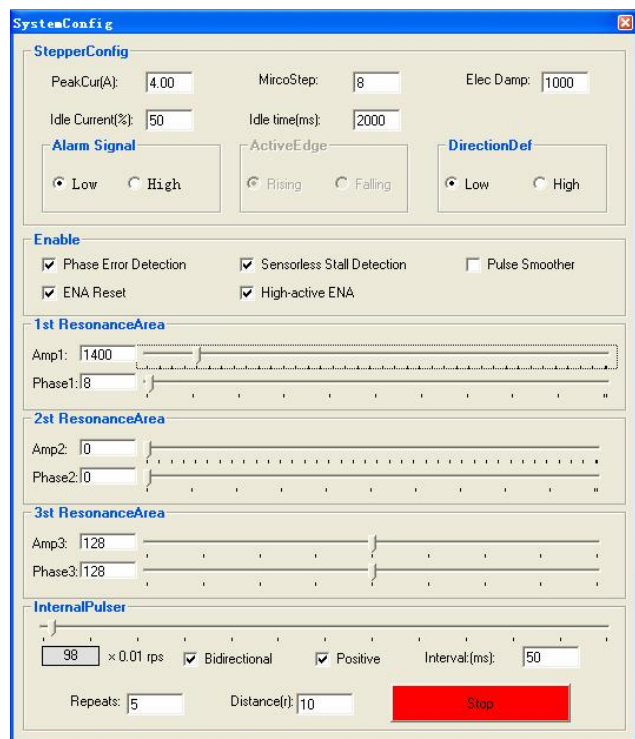 SystemConfig
StepperConfig
PeakCur(A): 4.00 MircoStep: 8 Elec Damp: 1000
Idle Current(%): 50 Idle time(ms): 2000
Alarm Signal ActiveEdge DirectionDef
Low High Rising Falling Low High
Enable
Phase Error Detection Sensorless Stall Detection Pulse Smoother
ENA Reset High-active ENA
1st ResonanceArea
Amp1: 1400
Phase1: 8
2st ResonanceArea
Amp2: 0
Phase2: 0
3st ResonanceArea
Amp3: 128
Phase3: 128
InternalPulser
98 × 0.01 rps Bidirectional Positive Interval:(ms): 50
Repeats: 5 Distance(r): 10 Stop